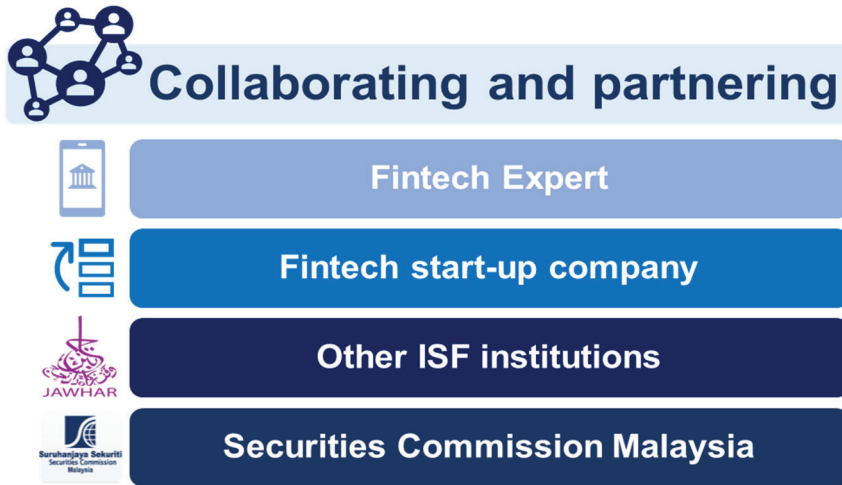 Collaborating and partnering
Fintech Expert
Fintech start-up company
Other ISF institutions
JAWHAR
Securities Commission Malaysia
Suruhanjaya Sekuriti
Securities Commission
Malaysia